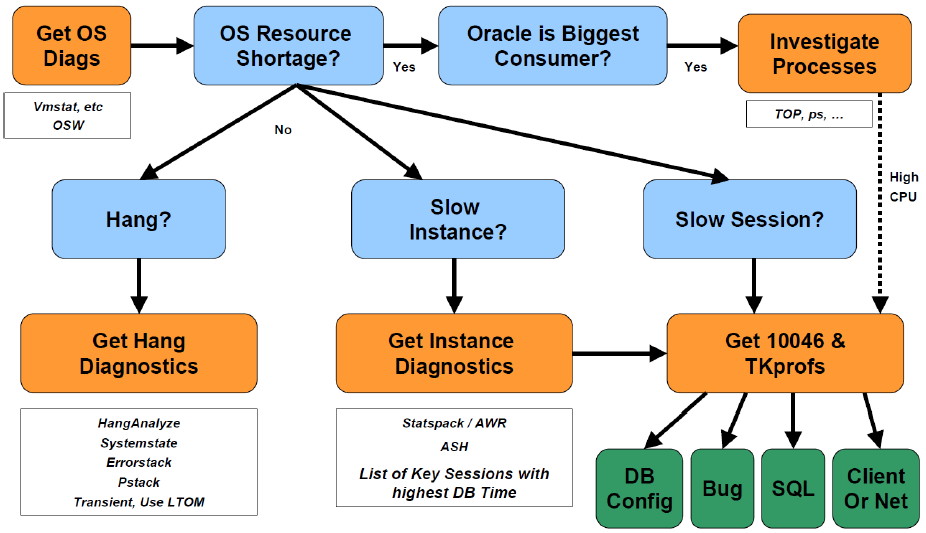 Get OS
Diags
OS Resource
Shortage?
Oracle is Biggest
Consumer?
Investigate
Processes
Yes
Yes
Vmstat, etc
OSW
TOP, ps, ...
No
High
CPU
Hang?
Slow
Instance?
Slow Session?
Get Hang
Diagnostics
Get Instance
Diagnostics
Get 10046 &
TKprofs
HangAnalyze
Systemstate
Errorstack
Pstack
Transient, Use LTOM
Statspack / AWR
ASH
List of Key Sessions with
highest DB Time
DB
Config
Bug
SQL
Client
Or Net